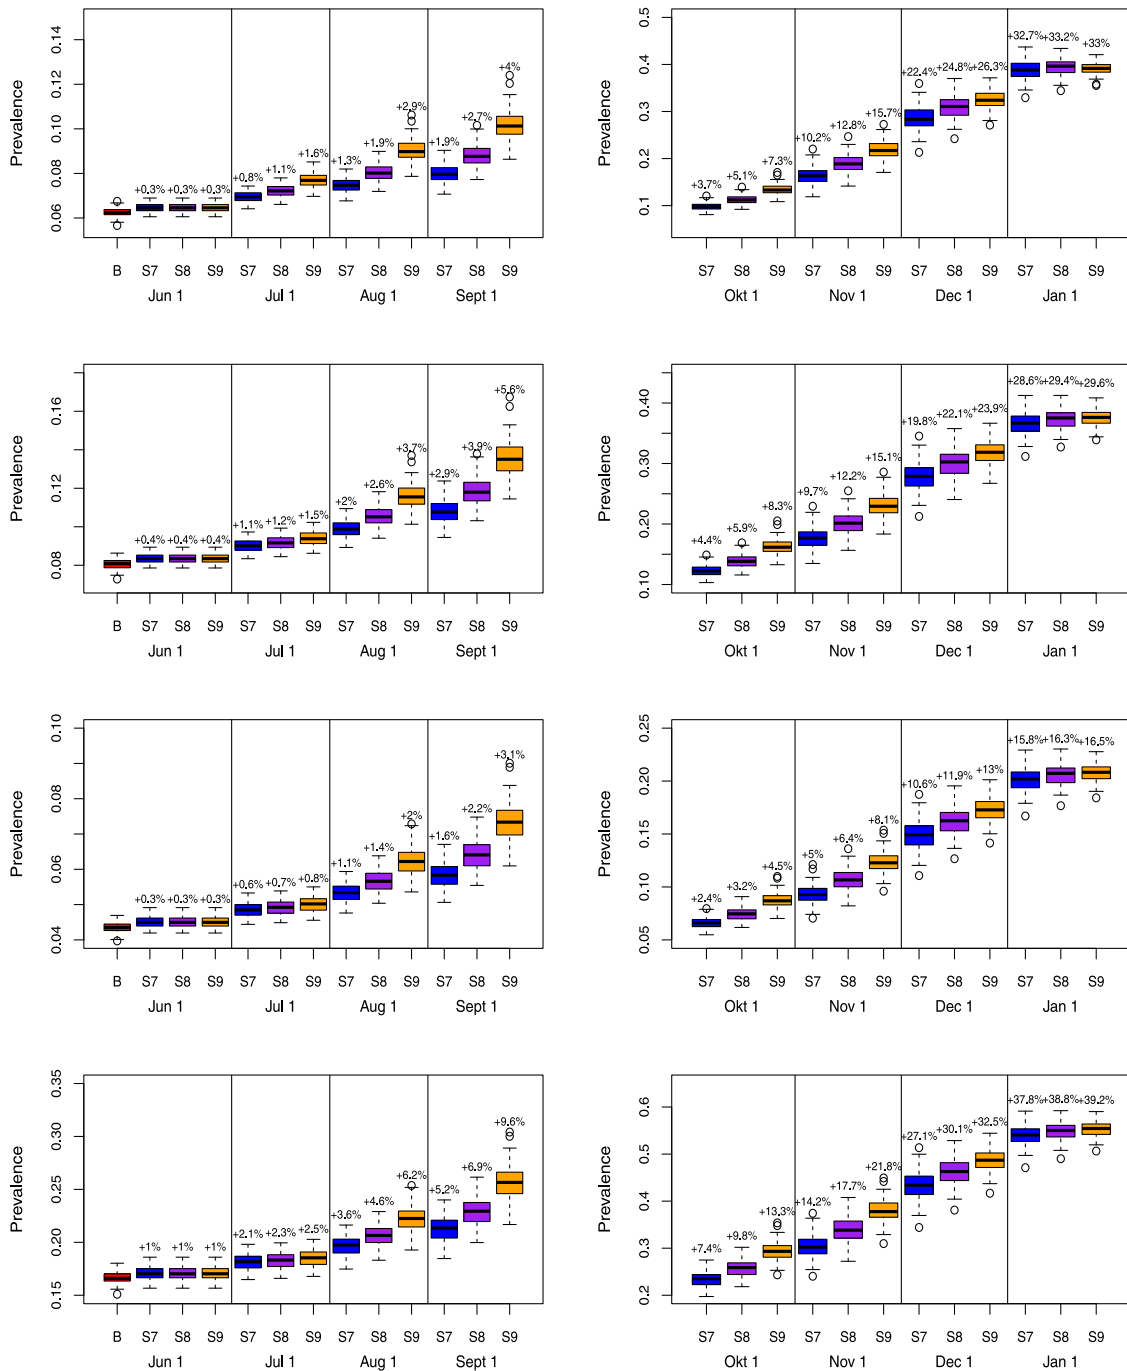 Prevalence
0.06 0.08 0.10 0.12 0.14
+0.3% +0.3% +0.3% +0.8% +1.1% +1.6% +1.3% +1.9% +2.9% +1.9% +2.7% +4%
B S7 S8 S9 S7 S8 S9 S7 S8 S9 S7 S8 S9
Jun 1 Jul 1 Aug 1 Sept 1
Prevalence
0.1 0.2 0.3 0.4 0.5
+3.7% +5.1% +7.3% +10.2% +12.8% +15.7% +22.4% +24.8% +26.3% +32.7% +33.2% +33%
S7 S8 S9 S7 S8 S9 S7 S8 S9 S7 S8 S9
Okt 1 Nov 1 Dec 1 Jan 1
Prevalence
0.08 0.12 0.16
+0.4% +0.4% +0.4% +1.1% +1.2% +1.5% +2% +2.6% +3.7% +2.9% +3.9% +5.6%
B S7 S8 S9 S7 S8 S9 S7 S8 S9 S7 S8 S9
Jun 1 Jul 1 Aug 1 Sept 1
Prevalence
0.10 0.20 0.30 0.40
+4.4% +5.9% +8.3% +9.7% +12.2% +15.1% +19.8% +22.1% +23.9% +28.6% +29.4% +29.6%
S7 S8 S9 S7 S8 S9 S7 S8 S9 S7 S8 S9
Okt 1 Nov 1 Dec 1 Jan 1
Prevalence
0.04 0.06 0.08 0.10
+0.3% +0.3% +0.3% +0.6% +0.7% +0.8% +1.1% +1.4% +2% +1.6% +2.2% +3.1%
B S7 S8 S9 S7 S8 S9 S7 S8 S9 S7 S8 S9
Jun 1 Jul 1 Aug 1 Sept 1
Prevalence
0.05 0.10 0.15 0.20 0.25
+2.4% +3.2% +4.5% +5% +6.4% +8.1% +10.6% +11.9% +13% +15.8% +16.3% +16.5%
S7 S8 S9 S7 S8 S9 S7 S8 S9 S7 S8 S9
Okt 1 Nov 1 Dec 1 Jan 1
Prevalence
0.15 0.20 0.25 0.30 0.35
+1% +1% +1% +2.1% +2.3% +2.5% +3.6% +4.6% +6.2% +5.2% +6.9% +9.6%
B S7 S8 S9 S7 S8 S9 S7 S8 S9 S7 S8 S9
Jun 1 Jul 1 Aug 1 Sept 1
Prevalence
0.2 0.3 0.4 0.5 0.6
+7.4% +9.8% +13.3% +14.2% +17.7% +21.8% +27.1% +30.1% +32.5% +37.8% +38.8% +39.2%
S7 S8 S9 S7 S8 S9 S7 S8 S9 S7 S8 S9
Okt 1 Nov 1 Dec 1 Jan 1